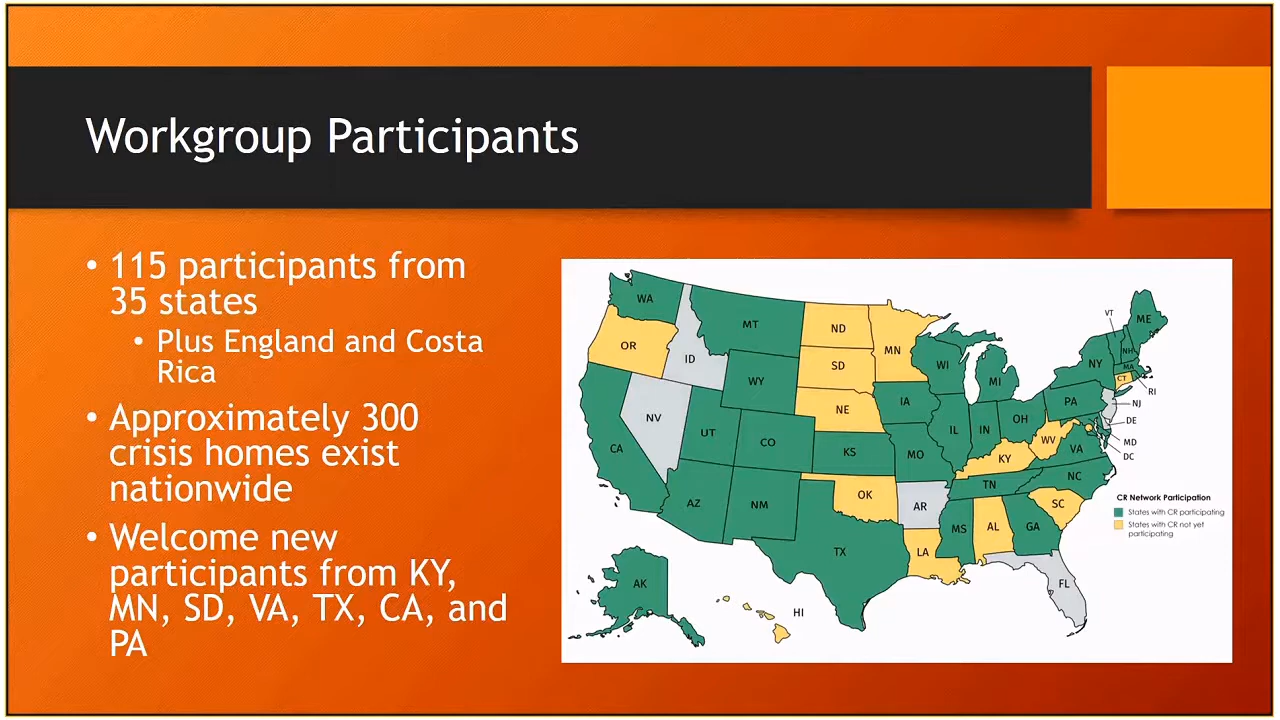 Workgroup Participants
• 115 participants from
35 states
• Plus England and Costa
Rica
• Approximately 300
crisis homes exist
nationwide
• Welcome new
participants from KY,
MN, SD, VA, TX, CA, and
PA
WA
MT
ND
MN
OR
ID
WY
SD
WI
MI
VT
ME
NH
NY
MA
CT
RI
NV
UT
CO
NE
IA
IL
IN
OH
PA
NJ
DE
MD
DC
CA
KS
MO
KY
WV
VA
AZ
NM
OK
AR
TN
NC
SC
TX
LA
MS
AL
GA
FL
AK
HI
CR Network Participation
States with CR participating
States with CR not yet
participating